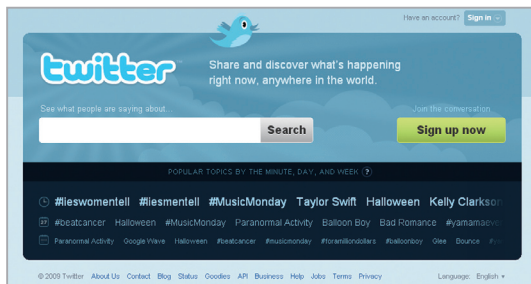 Have an account? Sign in
twitter
Share and discover what's happening
right now, anywhere in the world.
See what people are saying about...
Join the conversation
Search
Sign up now
POPULAR TOPICS BY THE MINUTE, DAY, AND WEEK ?
#lieswomentell #liesmentell #MusicMonday Taylor Swift Halloween Kelly Clarkson
27 #beatcancer Halloween #MusicMonday Paranormal Activity Balloon Boy Bad Romance #yamamaeve
Paranormal Activity Google Wave Halloween #beatcancer #musicmonday #foramilliondollars #balloonboy Glee Bounce
© 2009 Twitter About Us Contact Blog Status Goodies API Business Help Jobs Terms Privacy Language: English